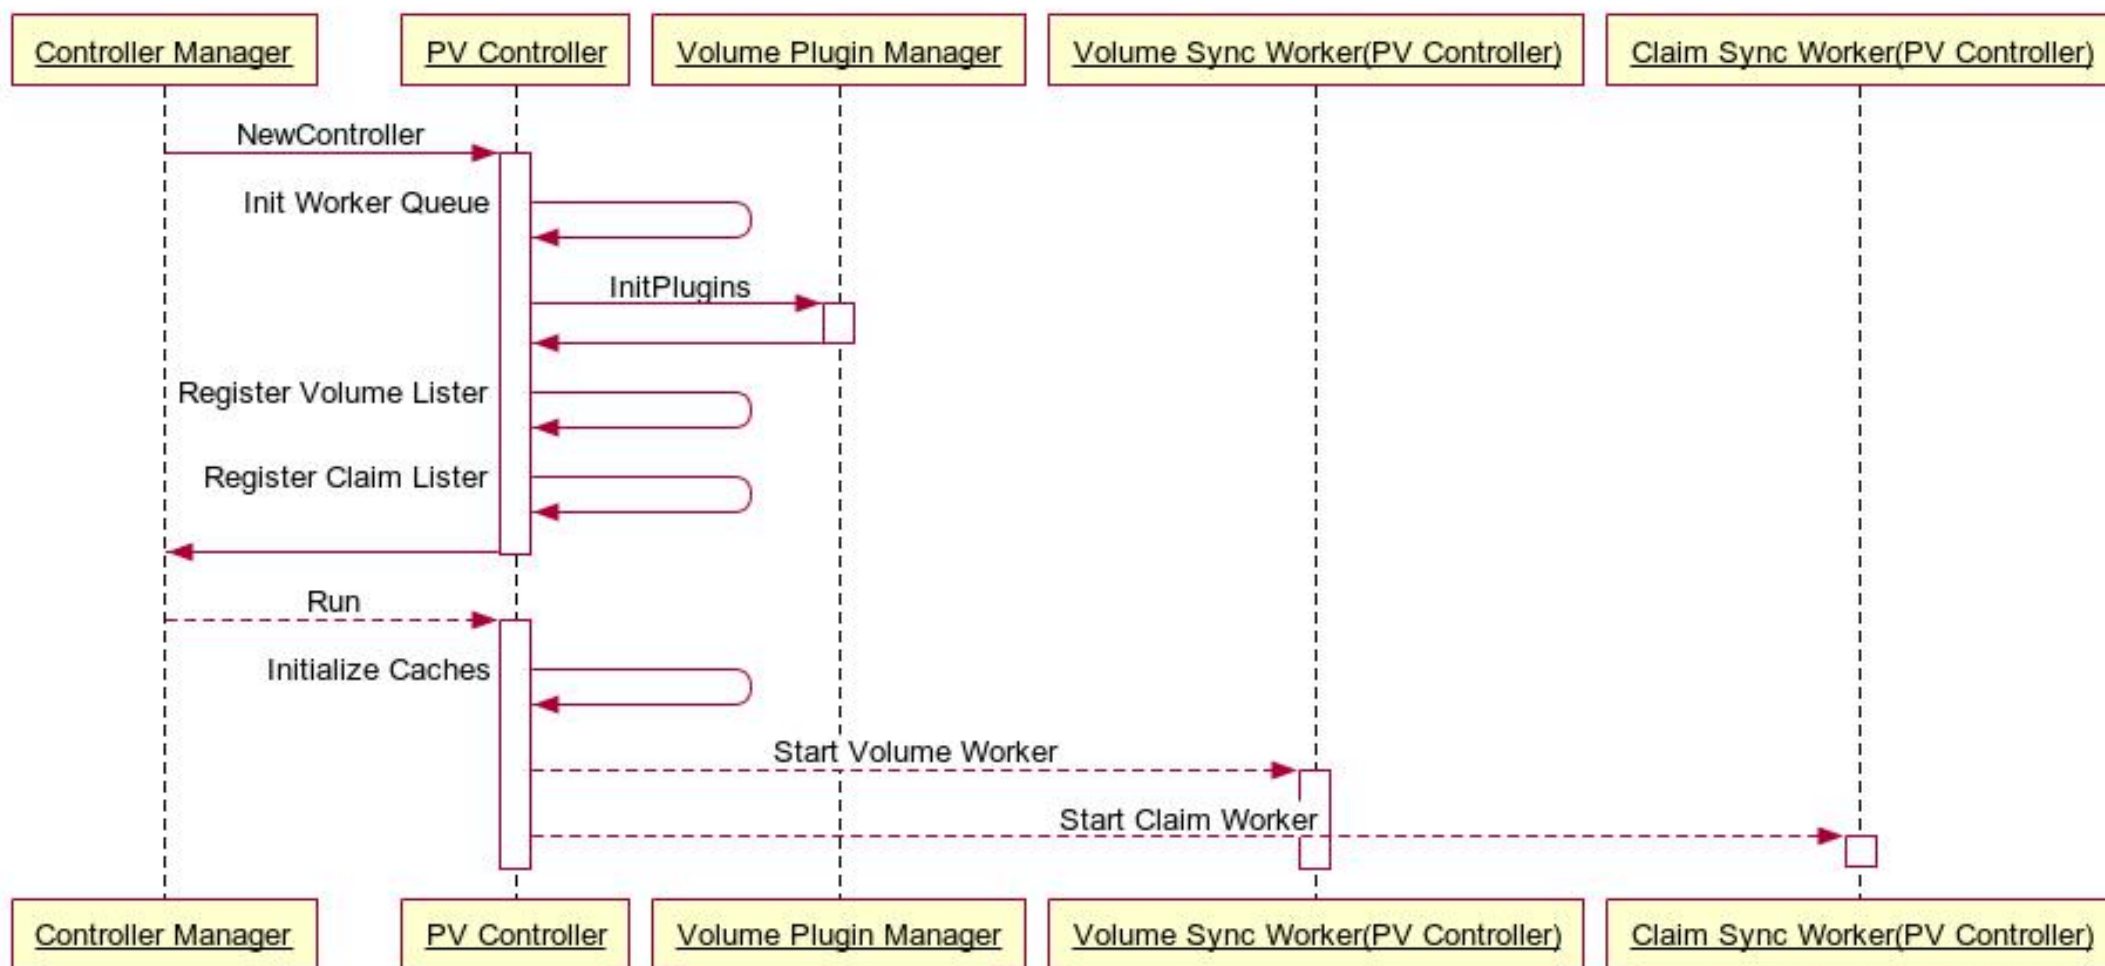 Controller Manager
PV Controller
Volume Plugin Manager
Volume Sync Worker(PV Controller)
Claim Sync Worker(PV Controller)
NewController
Init Worker Queue
InitPlugins
Register Volume Lister
Register Claim Lister
Run
Initialize Caches
Start Volume Worker
Start Claim Worker
Controller Manager
PV Controller
Volume Plugin Manager
Volume Sync Worker(PV Controller)
Claim Sync Worker(PV Controller)